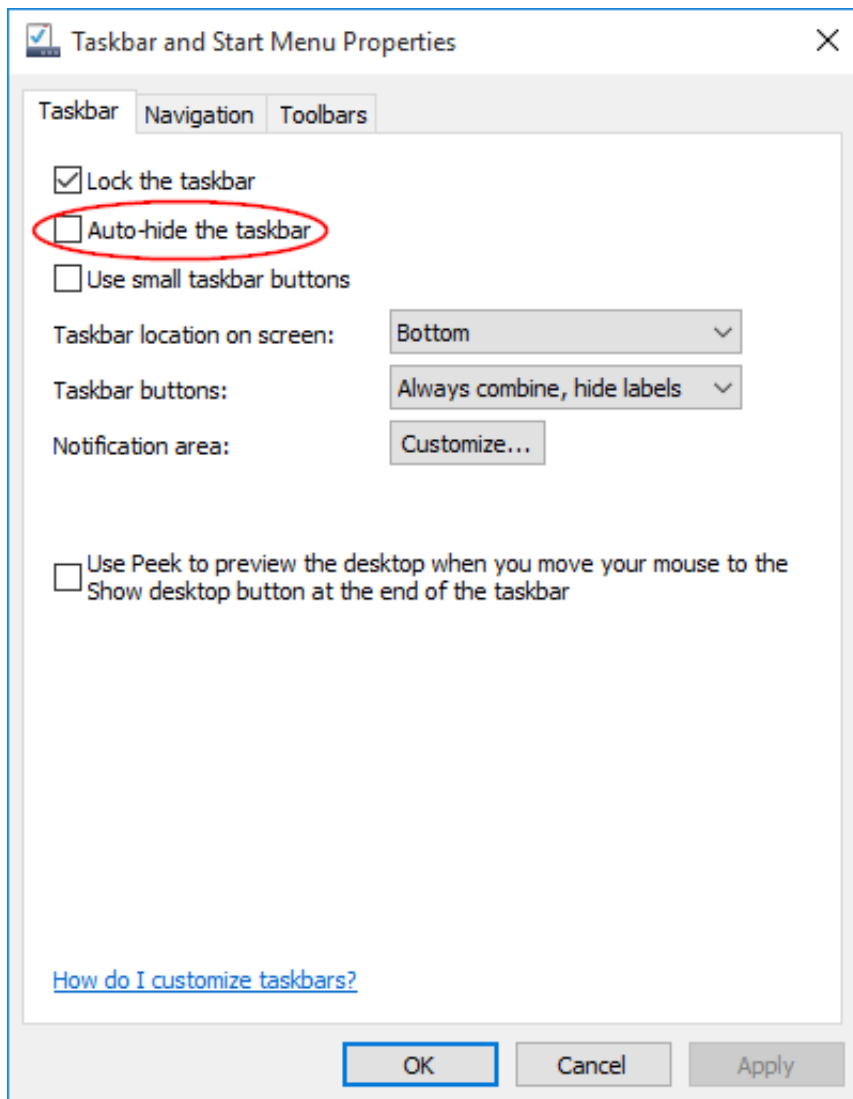 Taskbar and Start Menu Properties
Taskbar Navigation Toolbars
Lock the taskbar
Auto-hide the taskbar
Use small taskbar buttons
Taskbar location on screen: Bottom
Taskbar buttons: Always combine, hide labels
Notification area: Customize...
Use Peek to preview the desktop when you move your mouse to the
Show desktop button at the end of the taskbar
How do I customize taskbars?
OK Cancel Apply